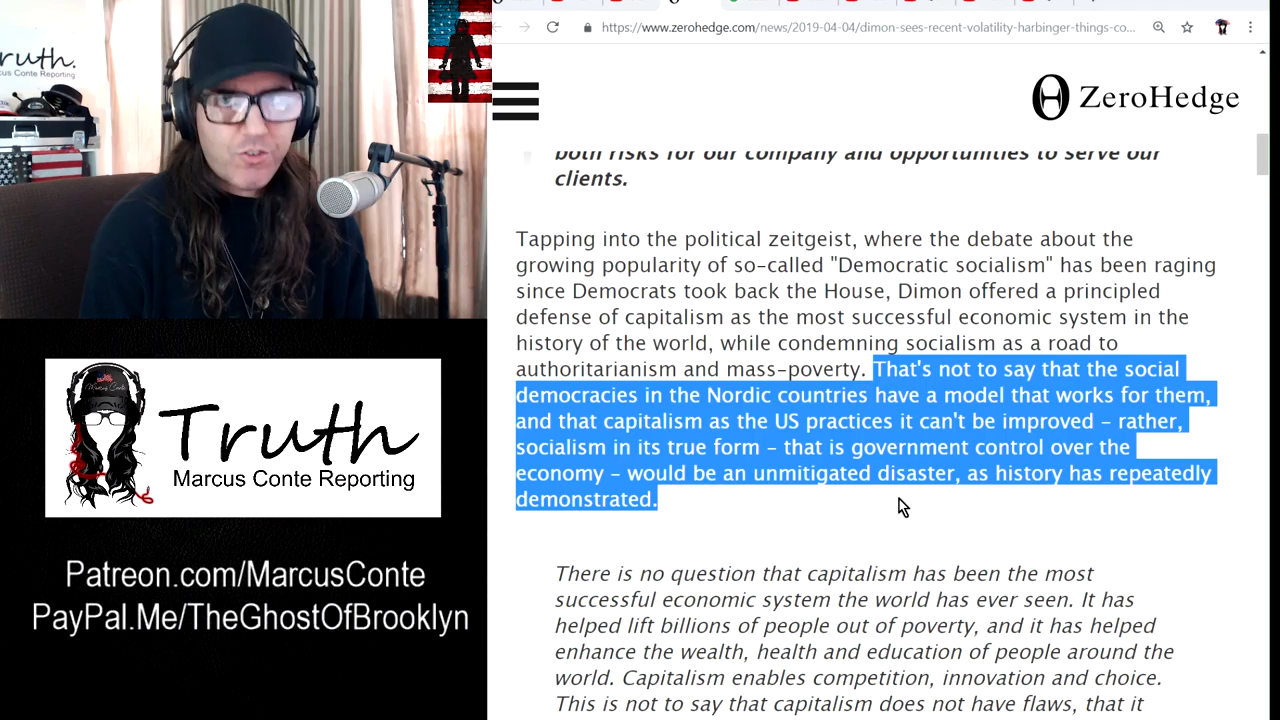 ruth.
cus Conte Reporting
https://www.zerohedge.com/news/2019-04-04/dimon-sees-recent-volatility-harbinger-things-co...
ZeroHedge
both risks for our company and opportunities to serve our
clients.
Tapping into the political zeitgeist, where the debate about the
growing popularity of so-called "Democratic socialism" has been raging
since Democrats took back the House, Dimon offered a principled
defense of capitalism as the most successful economic system in the
history of the world, while condemning socialism as a road to
authoritarianism and mass-poverty. That's not to say that the social
democracies in the Nordic countries have a model that works for them,
and that capitalism as the US practices it can't be improved – rather,
socialism in its true form – that is government control over the
economy – would be an unmitigated disaster, as history has repeatedly
demonstrated.
There is no question that capitalism has been the most
successful economic system the world has ever seen. It has
helped lift billions of people out of poverty, and it has helped
enhance the wealth, health and education of people around the
world. Capitalism enables competition, innovation and choice.
This is not to say that capitalism does not have flaws, that it
Marcus Conte
Truth
Marcus Conte Reporting
Patreon.com/MarcusConte
PayPal.Me/TheGhostOfBrooklyn